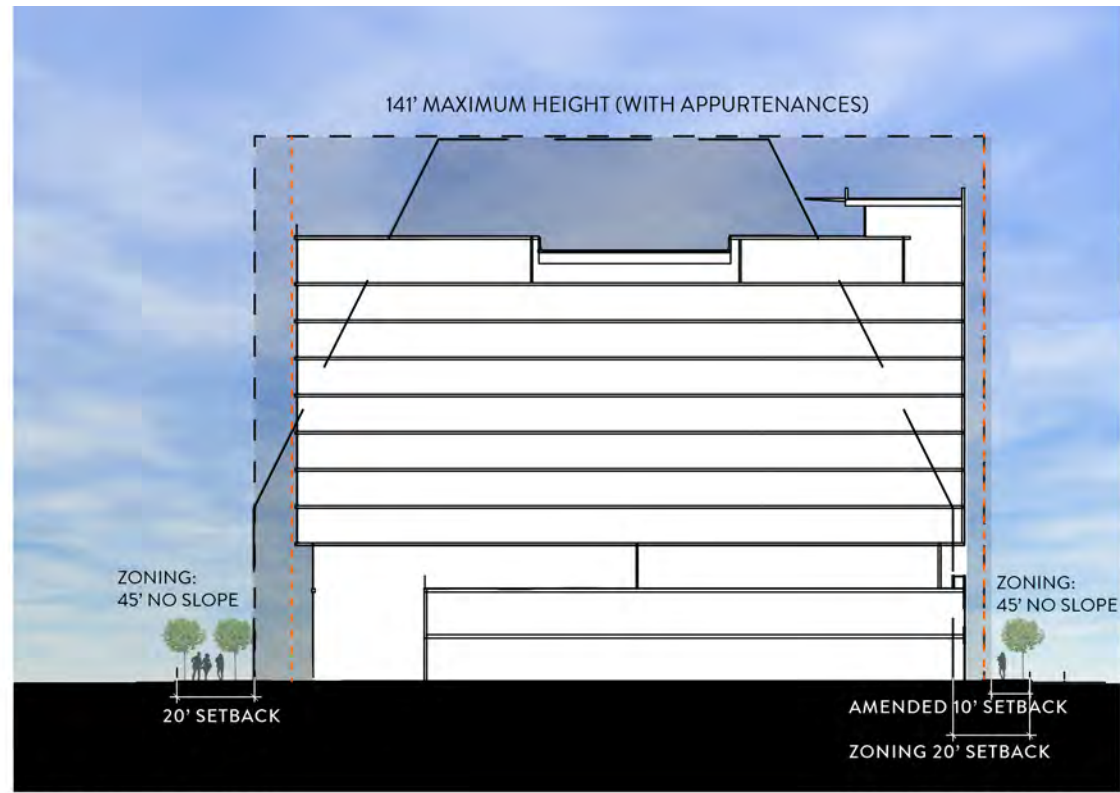 141' MAXIMUM HEIGHT (WITH APPURTENANCES)
ZONING:
45' NO SLOPE
ZONING:
45' NO SLOPE
20' SETBACK
AMENDED 10' SETBACK
ZONING 20' SETBACK